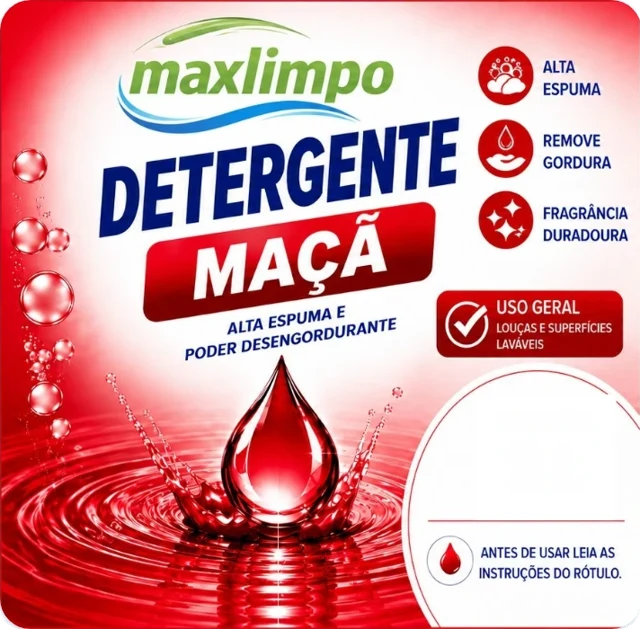 maxlimpo
DETERGENTE
MAÇÃ
ALTA ESPUMA E
PODER DESENGORDURANTE
ALTA
ESPUMA
REMOVE
GORDURA
FRAGRÂNCIA
DURADOURA
USO GERAL
LOUÇAS E SUPERFÍCIES
LAVÁVEIS
ANTES DE USAR LEIA AS
INSTRUÇÕES DO RÓTULO.